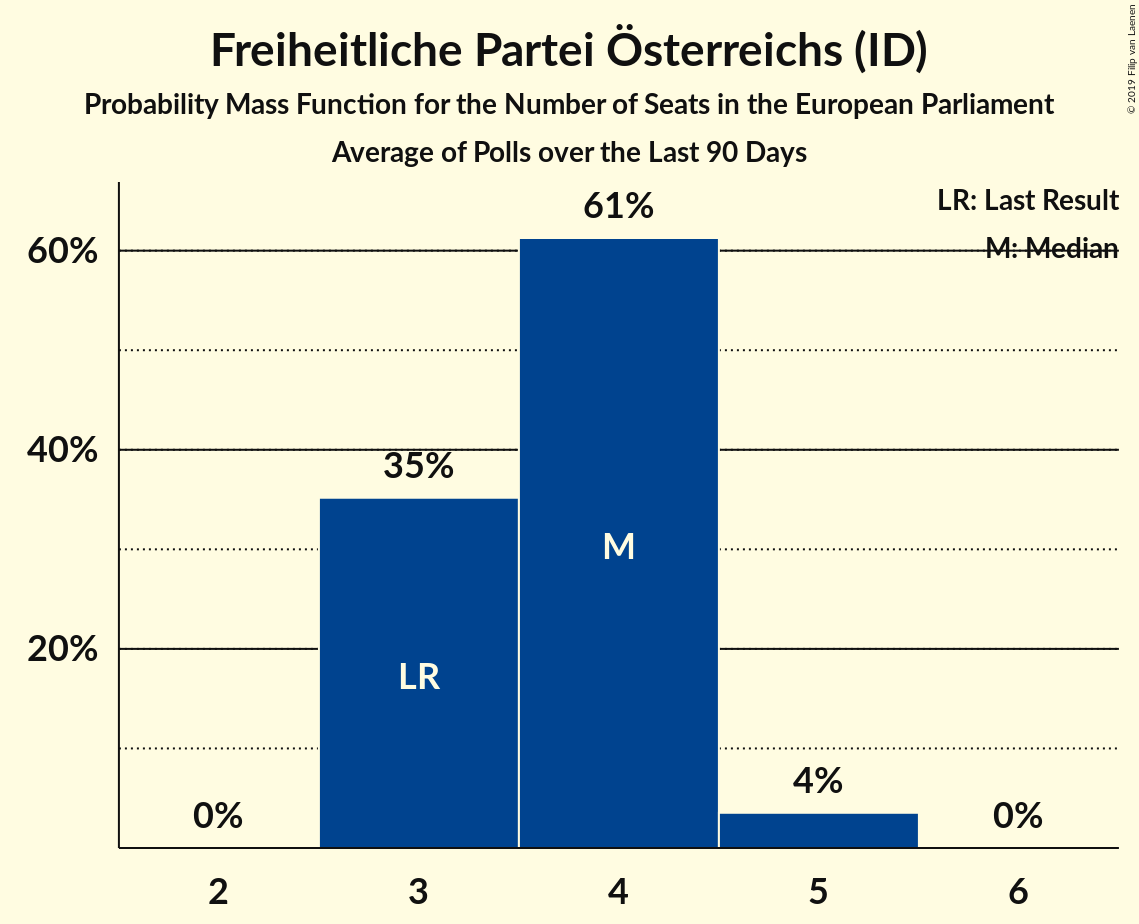 Freiheitliche Partei Österreichs (ID)
Probability Mass Function for the Number of Seats in the European Parliament
Average of Polls over the Last 90 Days
© 2019 Filip van Laenen
LR: Last Result
M: Median
61%
60%
40%
35%
M
20%
LR
4%
0%
0%
2 3 4 5 6